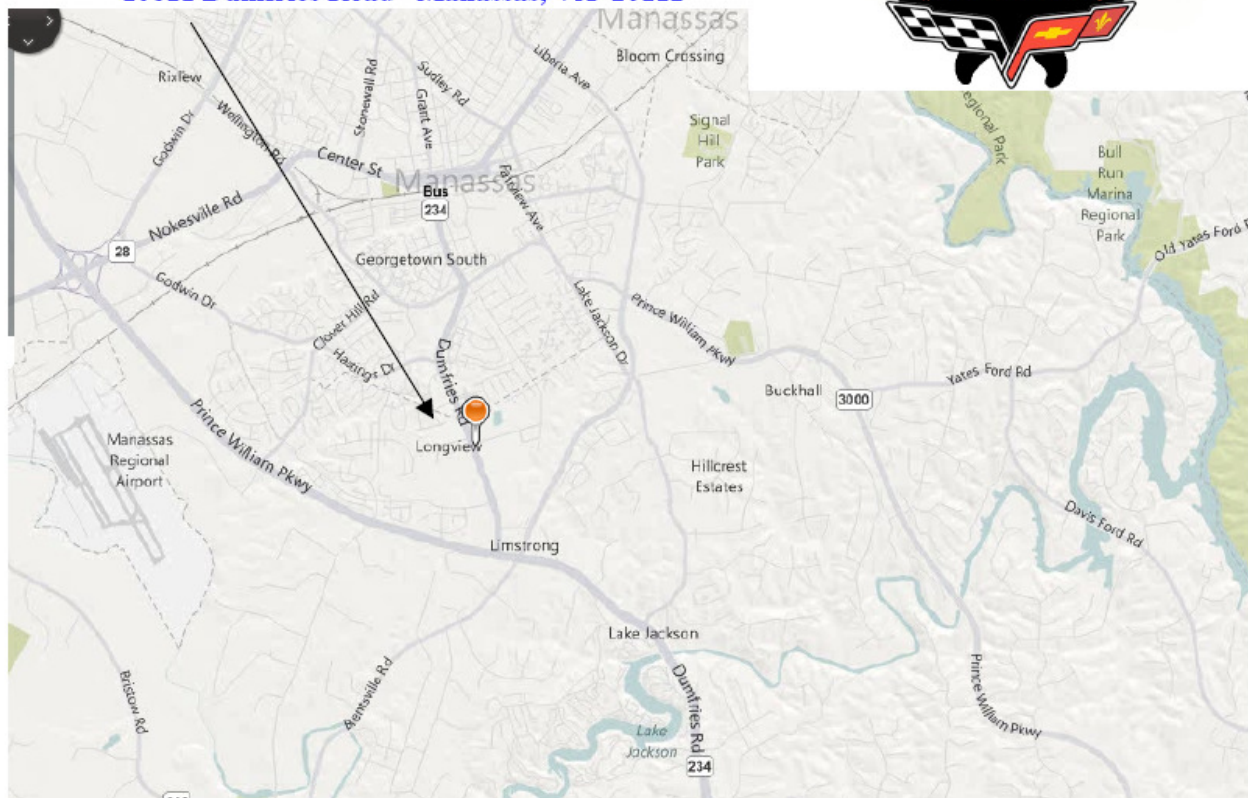 Manassas
Bloom Crossing
Liberia Ave
Rixlew
Stonewall Rd
Sudley Rd
Grant Ave
Godwin Dr
Wellington Rd
Signal
Hill
Park
Regional Park
Bull
Run
Marina
Regional
Park
Center St
Manassas
Bus
234
Fairview Ave
Nokesville Rd
28
Old Yates Ford R
Georgetown South
Godwin Dr
Clover Hill Rd
Lake Jackson Dr
Prince William Pkwy
Hastings Dr
Dumfries Rd
Buckhall
3000
Yates Ford Rd
Prince William Pkwy
Manassas
Regional
Airport
Longview
Hillcrest
Estates
Davis Ford Rd
Limstrong
Lake Jackson
Bristow Rd
Bentsville Rd
Dumfries Rd
Prince William Pkwy
Lake
Jackson
234